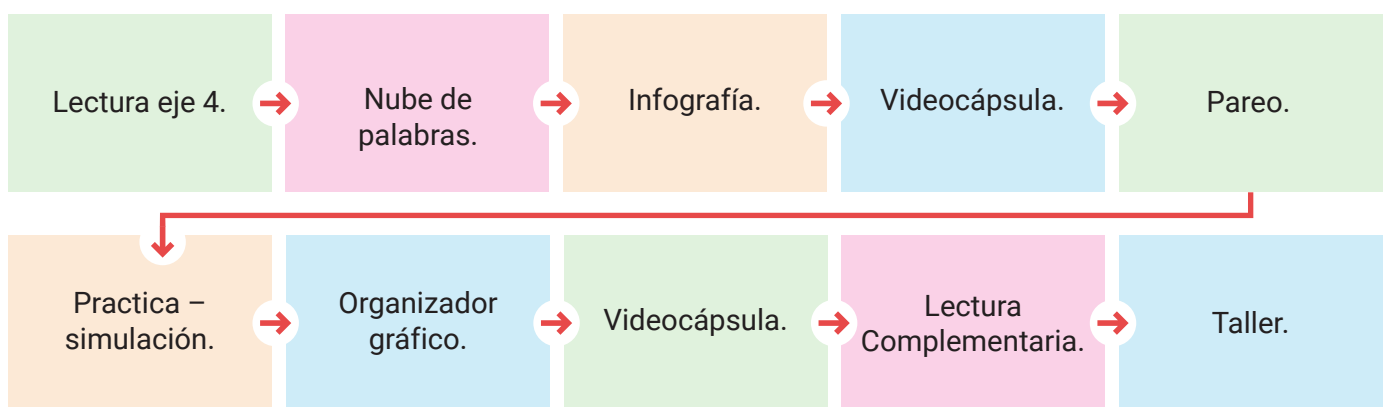 Lectura eje 4.
Nube de
palabras.
Infografía.
Videocápsula.
Pareo.
Practica –
simulación.
Organizador
gráfico.
Videocápsula.
Lectura
Complementaria.
Taller.